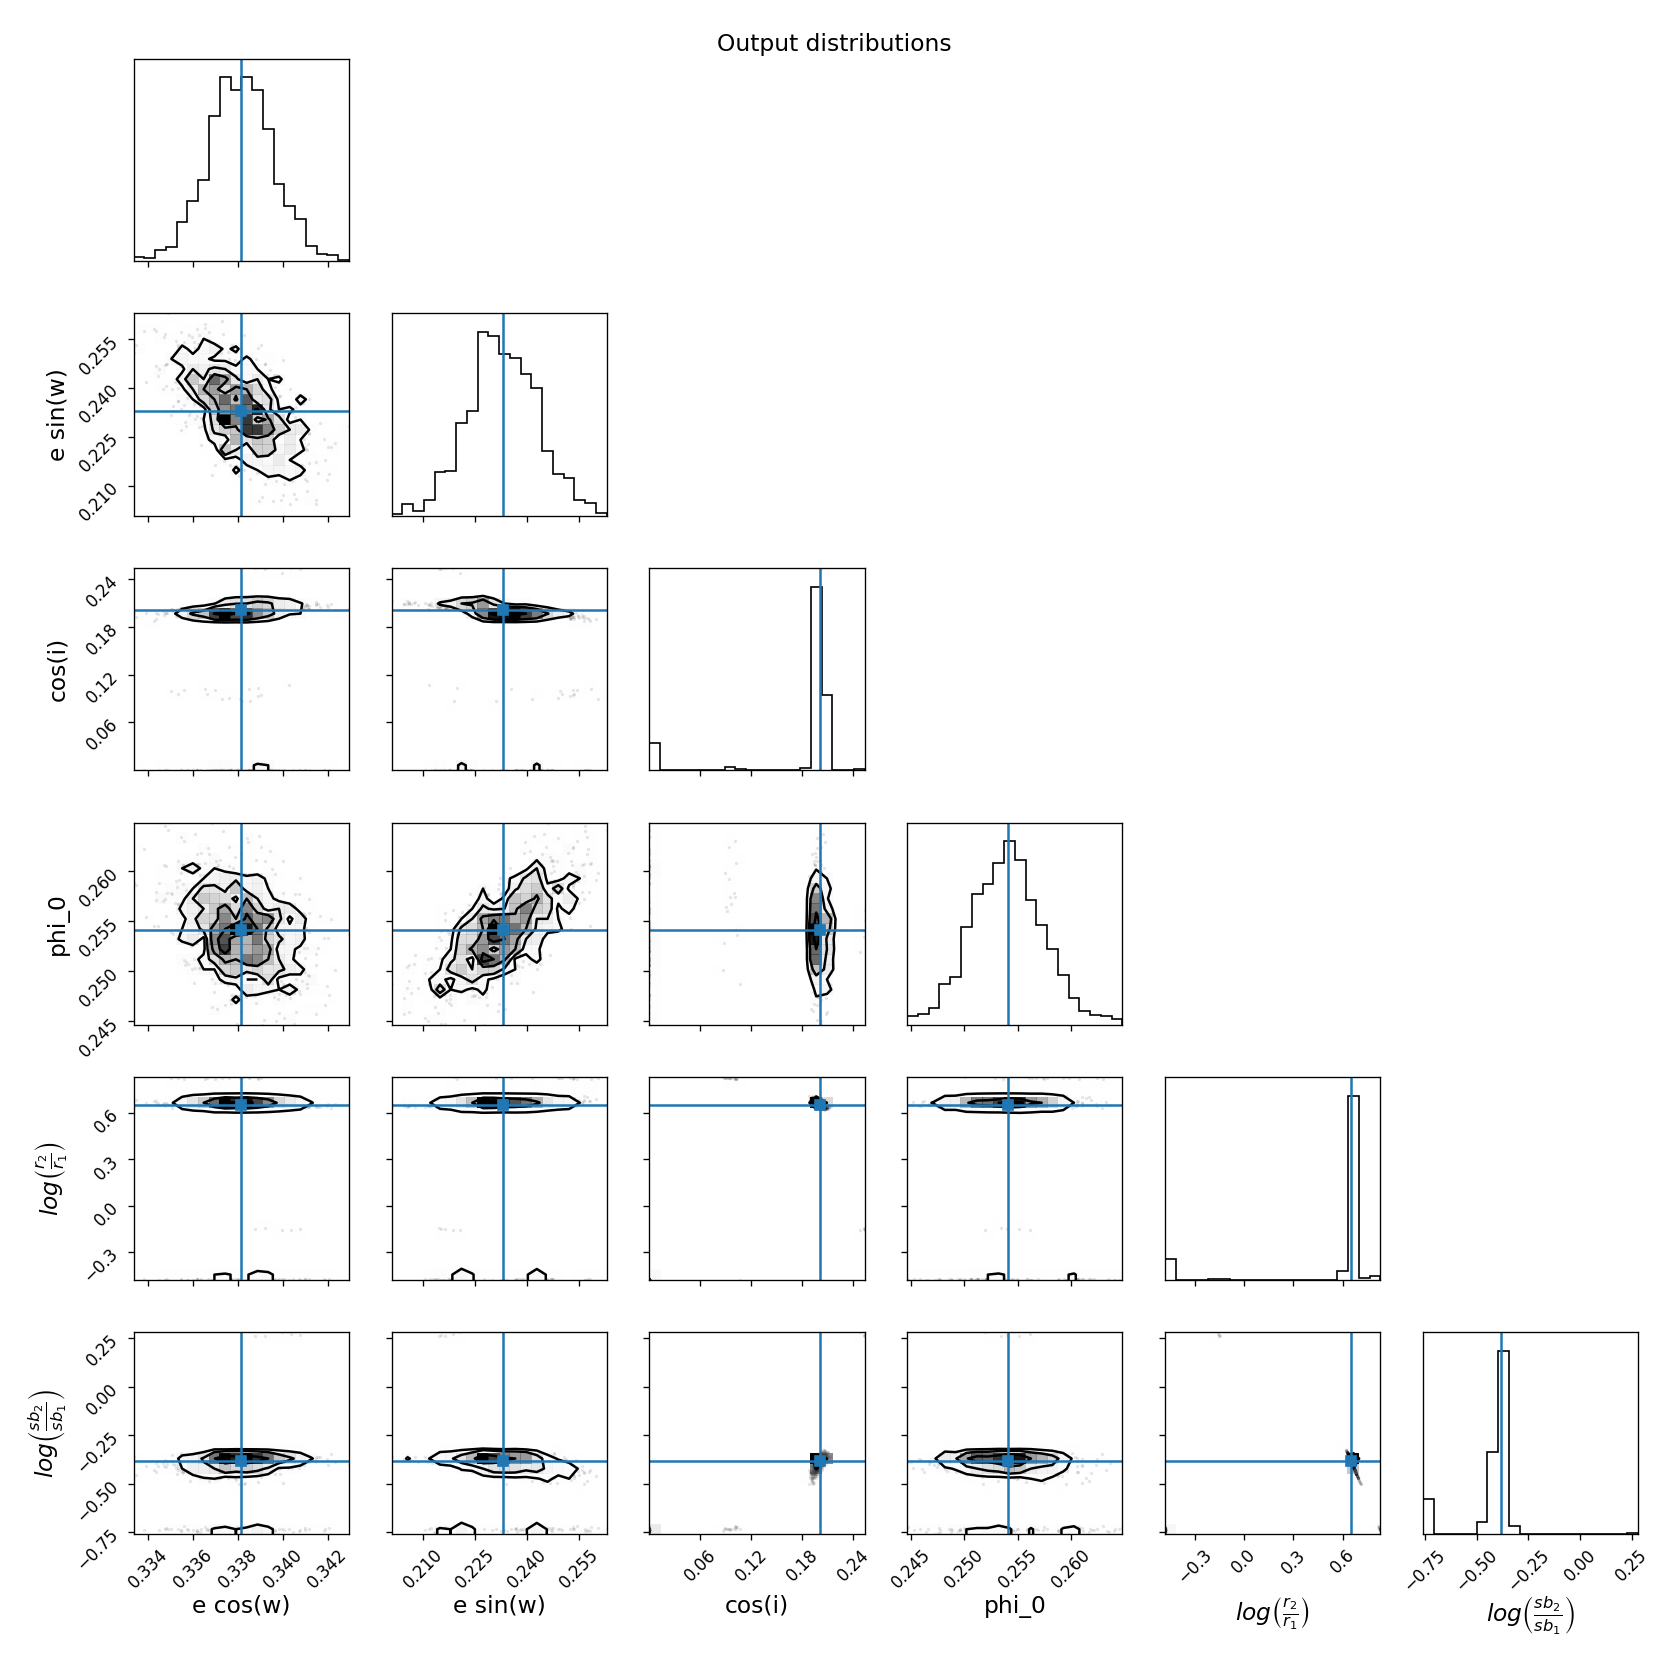 Output distributions
e sin(w)
0.255
0.240
0.225
0.210
cos(i)
0.24
0.18
0.12
0.06
phi_0
0.260
0.255
0.250
0.245
log(r₂/r₁)
0.6
0.3
0.0
−0.3
log(sb₂/sb₁)
0.25
0.00
−0.25
−0.50
−0.75
0.334 0.336 0.338 0.340 0.342
0.210 0.225 0.240 0.255
0.06 0.12 0.18 0.24
0.245 0.250 0.255 0.260
−0.3 0.0 0.3 0.6
−0.75 −0.50 −0.25 0.00 0.25
e cos(w) e sin(w) cos(i) phi_0 log(r₂/r₁) log(sb₂/sb₁)